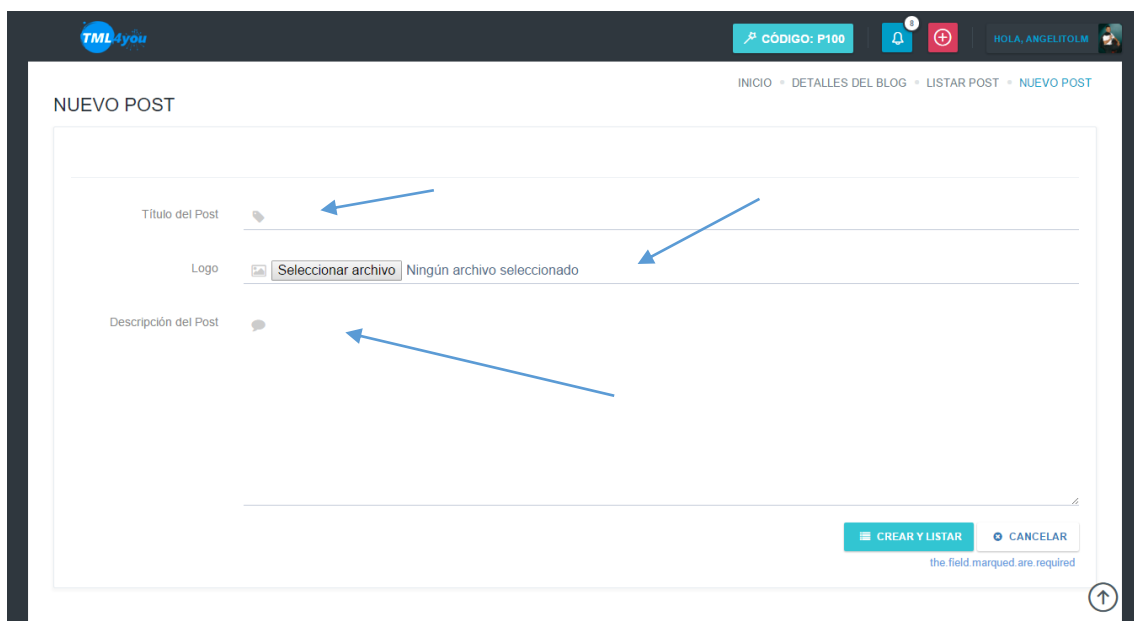 TML4you
CÓDIGO: P100
8
HOLA, ANGELITOLM
INICIO DETALLES DEL BLOG LISTAR POST NUEVO POST
NUEVO POST
Título del Post
Logo Seleccionar archivo Ningún archivo seleccionado
Descripción del Post
CREAR Y LISTAR CANCELAR
the.field.marqued.are.required